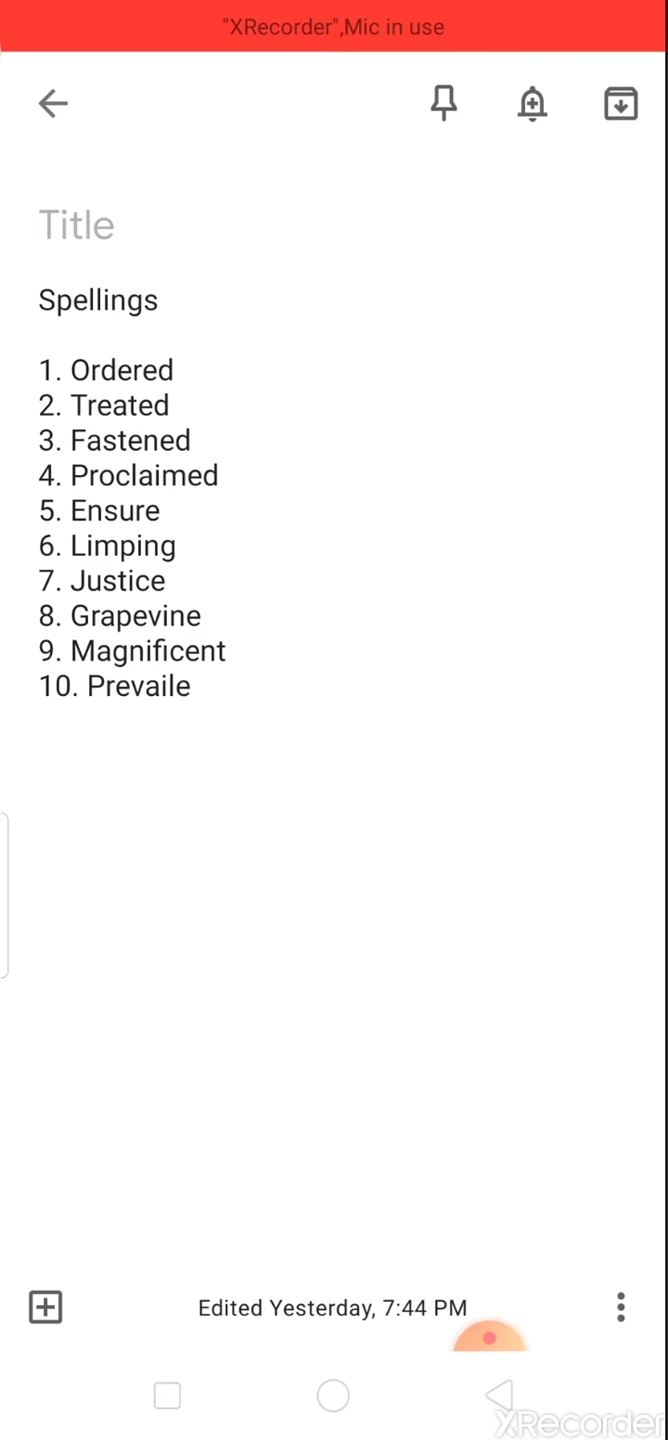 "XRecorder",Mic in use
Title
Spellings
1. Ordered
2. Treated
3. Fastened
4. Proclaimed
5. Ensure
6. Limping
7. Justice
8. Grapevine
9. Magnificent
10. Prevaile
Edited Yesterday, 7:44 PM
XRecorder